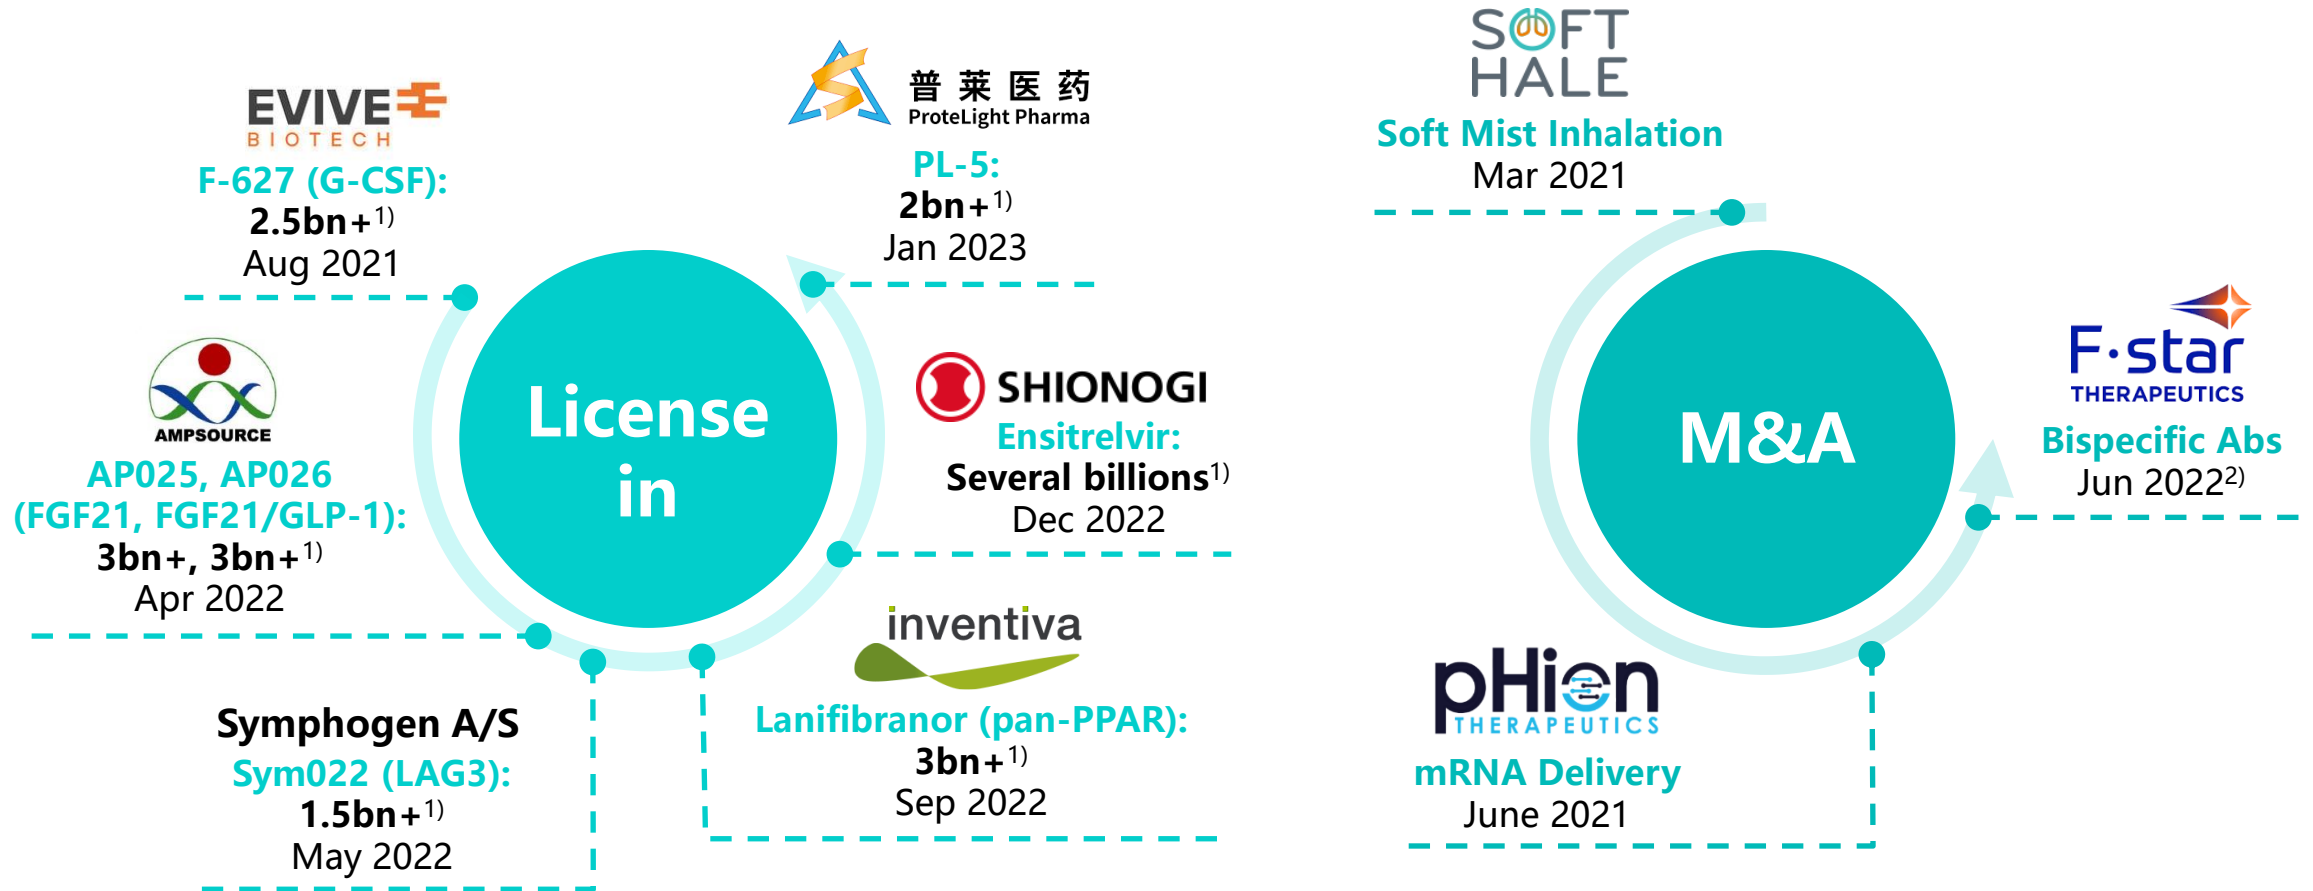 EVIVE
BIOTECH
F-627 (G-CSF):
2.5bn+1)
Aug 2021
AMPSOURCE
AP025, AP026
(FGF21, FGF21/GLP-1):
3bn+, 3bn+1)
Apr 2022
Symphogen A/S
Sym022 (LAG3):
1.5bn+1)
May 2022
License
in
普莱医药
ProteLight Pharma
PL-5:
2bn+1)
Jan 2023
SHIONOGI
Ensitrelvir:
Several billions1)
Dec 2022
inventiva
Lanifibranor (pan-PPAR):
3bn+1)
Sep 2022
SOFT
HALE
Soft Mist Inhalation
Mar 2021
M&A
F·star
THERAPEUTICS
Bispecific Abs
Jun 20222)
pHion
THERAPEUTICS
mRNA Delivery
June 2021